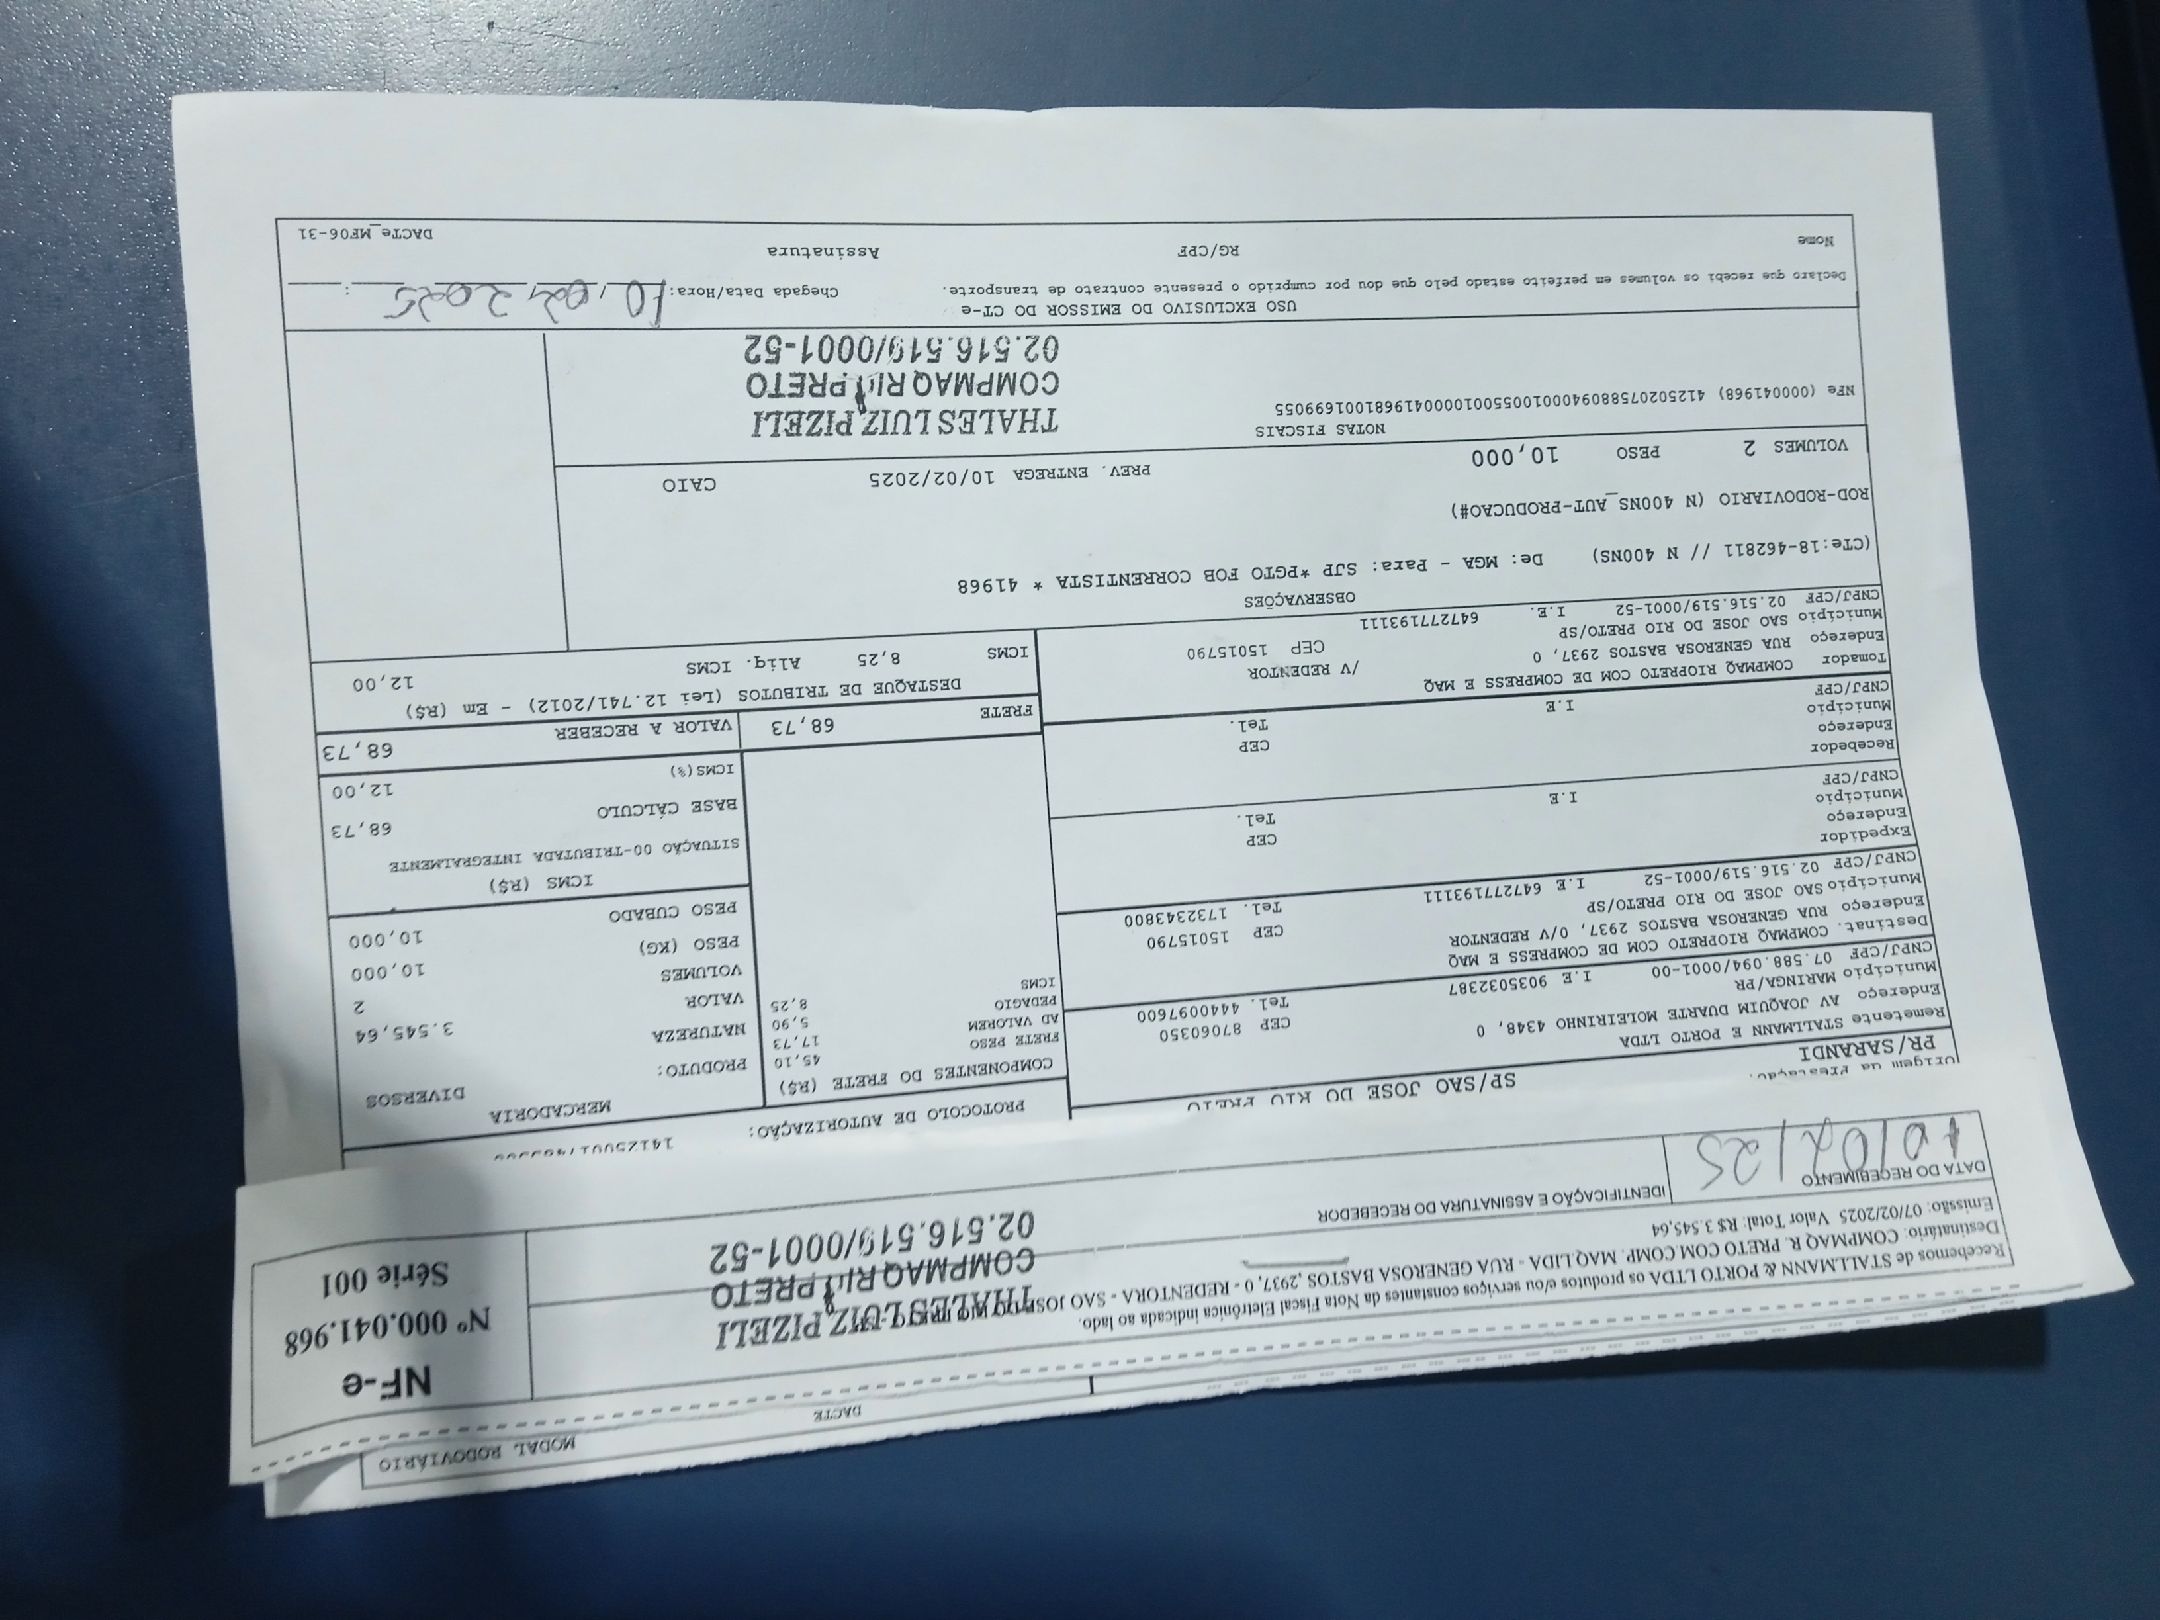 MODAL RODOVIÁRIO
DACTE
Recebemos de STALLMANN & PORTO LTDA os produtos e/ou serviços constantes da Nota Fiscal Eletrônica indicada ao lado.
Destinatário: COMPMAQ R. PRETO COM COMP. MAQ LIDA - RUA GENEROSA BASTOS ,2937, 0 - REDENTORA - SAO JOSE
Emissão: 07/02/2025 Valor Total: R$ 3.545,64
DATA DO RECEBIMENTO
10/02/25
IDENTIFICAÇÃO E ASSINATURA DO RECEBEDOR
THALES LUIZ PIZELI
COMPMAQ RIO PRETO
02.516.519/0001-52
NF-e
Nº 000.041.968
Série 001
PROTOCOLO DE AUTORIZAÇÃO:
Origem da Prestação:
PR/SARANDI
SP/SAO JOSE DO RIO PRETO
Remetente STALLMANN E PORTO LTDA
Endereço AV JOAQUIM DUARTE MOLEIRINHO 4348, 0
CEP 87060350
Município MARINGA/PR
Tel. 4440097600
CNPJ/CPF 07.588.094/0001-00 I.E 9035032387
Destinat. COMPMAQ RIOPRETO COM DE COMPRESS E MAQ
Endereço RUA GENEROSA BASTOS 2937, 0/V REDENTOR
CEP 15015790
Município SAO JOSE DO RIO PRETO/SP
Tel. 1732343800
CNPJ/CPF 02.516.519/0001-52 I.E 647277193111
Expedidor
Endereço
CEP
Município
Tel.
CNPJ/CPF I.E
Recebedor
Endereço
CEP
Município
Tel.
CNPJ/CPF I.E
Tomador COMPMAQ RIOPRETO COM DE COMPRESS E MAQ
Endereço RUA GENEROSA BASTOS 2937, 0 /V REDENTOR
Município SAO JOSE DO RIO PRETO/SP CEP 15015790
CNPJ/CPF 02.516.519/0001-52 I.E. 647277193111
COMPONENTES DO FRETE (R$)
FRETE PESO 45,10
AD VALOREM 17,73
PEDAGIO 5,90
ICMS 8,25
MERCADORIA
PRODUTO: DIVERSOS
NATUREZA
VALOR 3.545,64
VOLUMES 2
PESO (KG) 10,000
PESO CUBADO 10,000
ICMS (R$)
SITUAÇÃO 00-TRIBUTADA INTEGRALMENTE
BASE CÁLCULO 68,73
ICMS(%) 12,00
FRETE 68,73 VALOR A RECEBER 68,73
DESTAQUE DE TRIBUTOS (Lei 12.741/2012) - Em (R$)
ICMS 8,25 Aliq. ICMS 12,00
OBSERVAÇÕES
(CTe:18-462811 // N 400NS) De: MGA - Para: SJP *PGTO FOB CORRENTISTA * 41968
ROD-RODOVIARIO (N 400NS_AUT-PRODUCAO#)
VOLUMES 2 PESO 10,000 PREV. ENTREGA 10/02/2025 CAIO
NOTAS FISCAIS
NFe (000041968) 41250207588094000100550010000419681001699055
THALES LUIZ PIZELI
COMPMAQ RIO PRETO
02.516.519/0001-52
USO EXCLUSIVO DO EMISSOR DO CT-e
Declaro que recebi os volumes em perfeito estado pelo que dou por cumprido o presente contrato de transporte. Chegada Data/Hora: 10/02/2025 :
Nome RG/CPF Assinatura DACTe_MF06-31